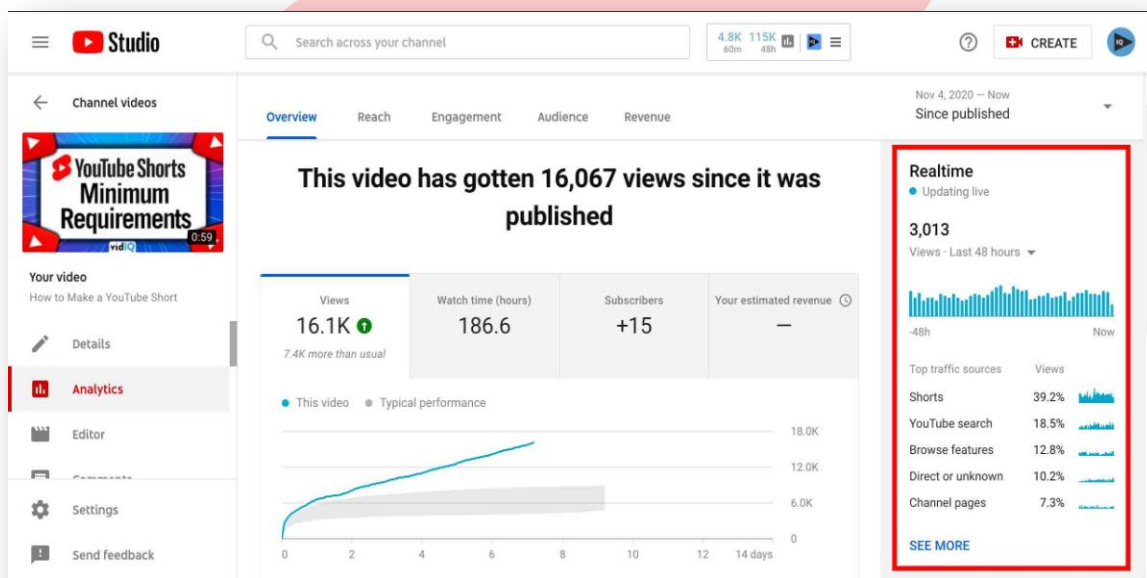 Studio
Search across your channel
4.8K 115K
60m 48h
CREATE
Channel videos
YouTube Shorts
Minimum
Requirements
vidIQ
0:59
Your video
How to Make a YouTube Short
Details
Analytics
Editor
Comments
Settings
Send feedback
Overview Reach Engagement Audience Revenue
Nov 4, 2020 – Now
Since published
This video has gotten 16,067 views since it was
published
Views Watch time (hours) Subscribers Your estimated revenue
16.1K 186.6 +15 —
7.4K more than usual
This video Typical performance
18.0K
12.0K
6.0K
0
0 2 4 6 8 10 12 14 days
Realtime
Updating live
3,013
Views · Last 48 hours
-48h Now
Top traffic sources Views
Shorts 39.2%
YouTube search 18.5%
Browse features 12.8%
Direct or unknown 10.2%
Channel pages 7.3%
SEE MORE